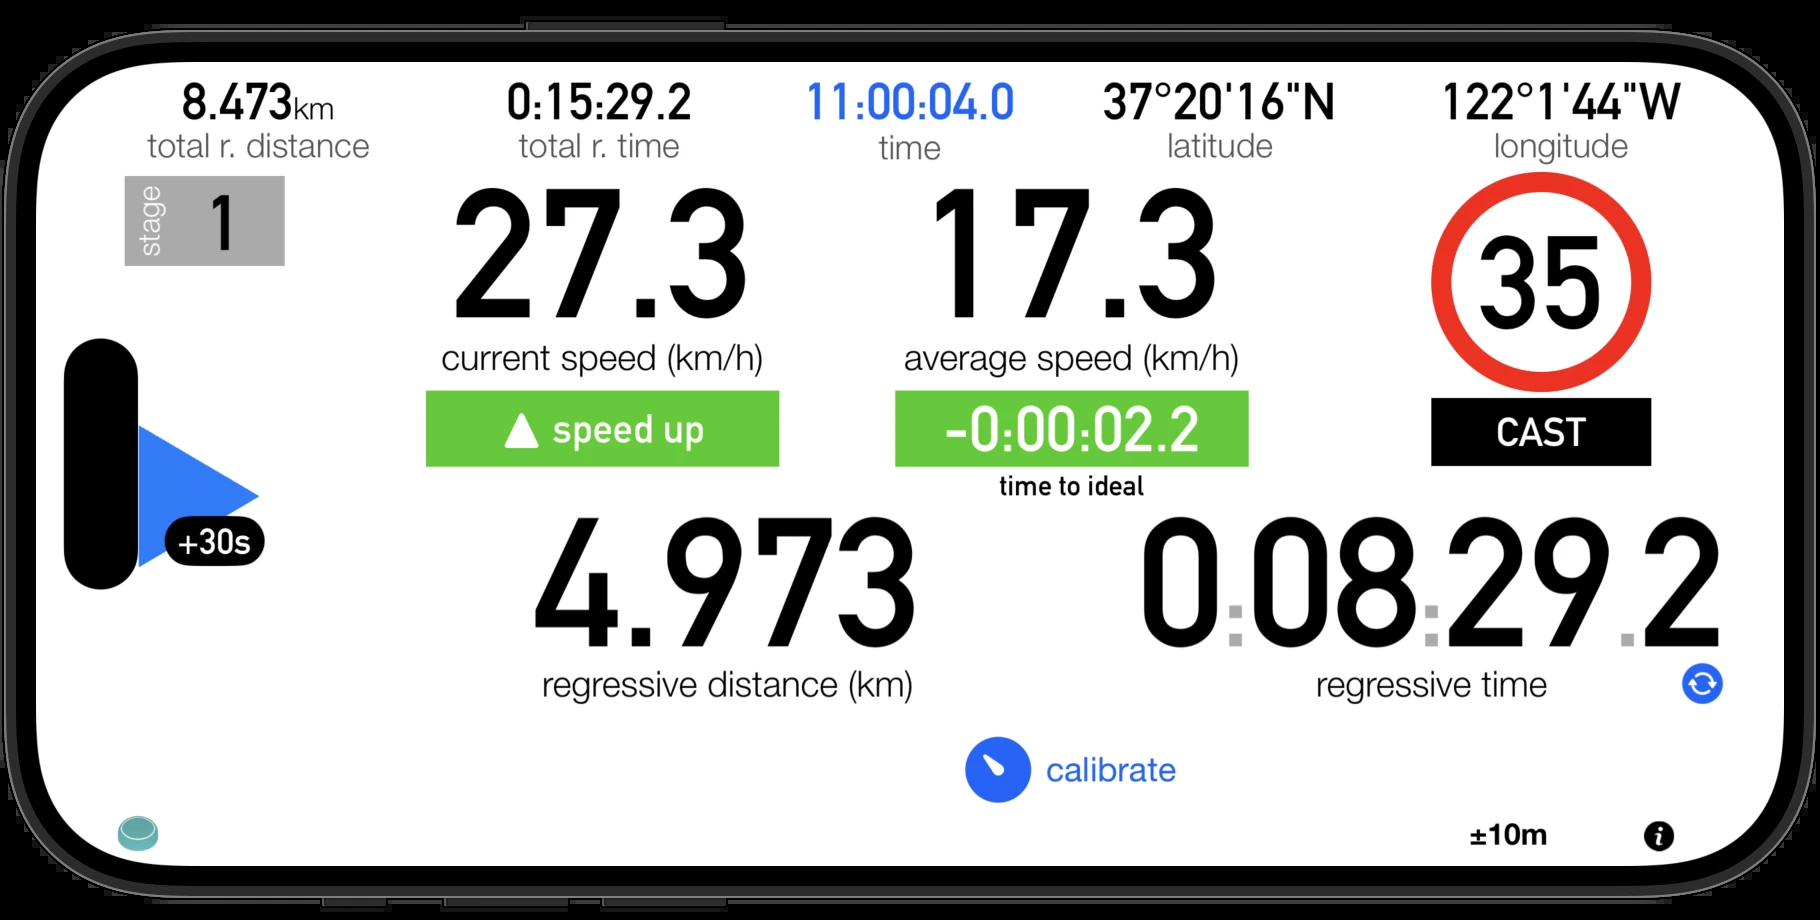 8.473km 0:15:29.2 11:00:04.0 37°20'16"N 122°1'44"W
total r. distance total r. time time latitude longitude
stage 1
27.3 17.3 35
current speed (km/h) average speed (km/h)
▲ speed up -0:00:02.2 CAST
time to ideal
+30s
4.973 0:08:29.2
regressive distance (km) regressive time
calibrate
±10m i